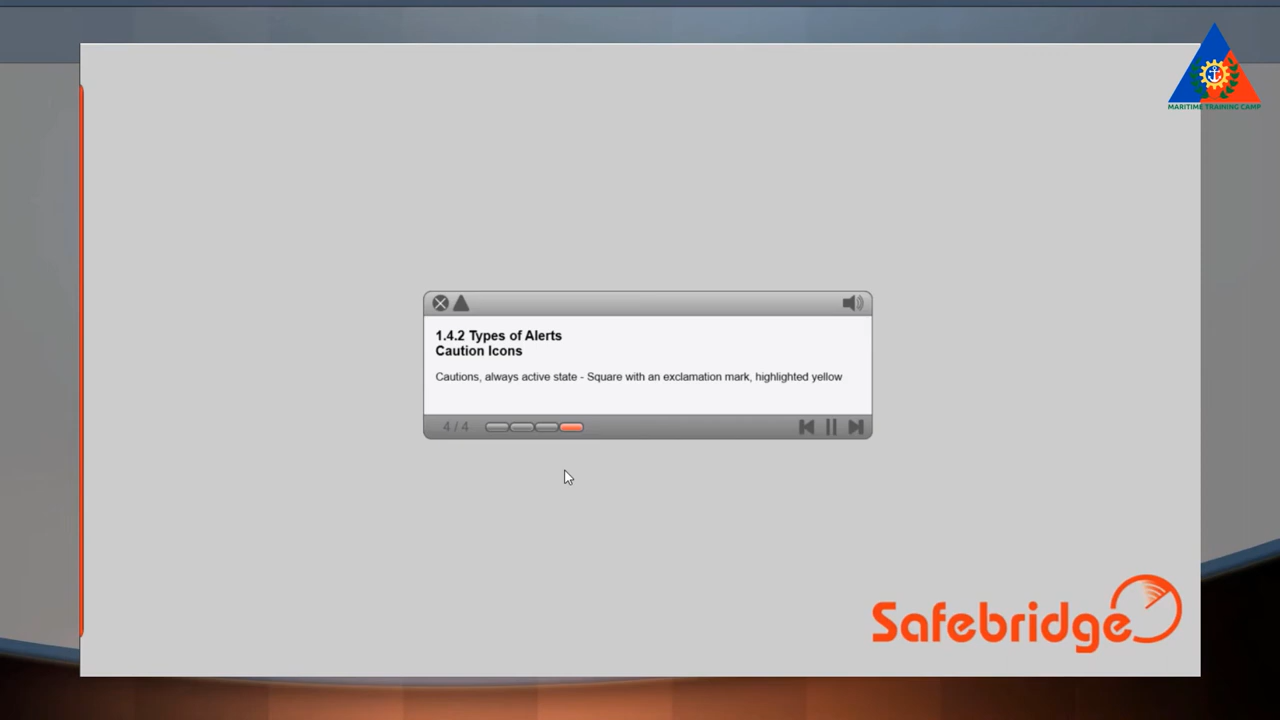 MARITIME TRAINING CAMP
1.4.2 Types of Alerts
Caution Icons
Cautions, always active state - Square with an exclamation mark, highlighted yellow
4 / 4
Safebridge